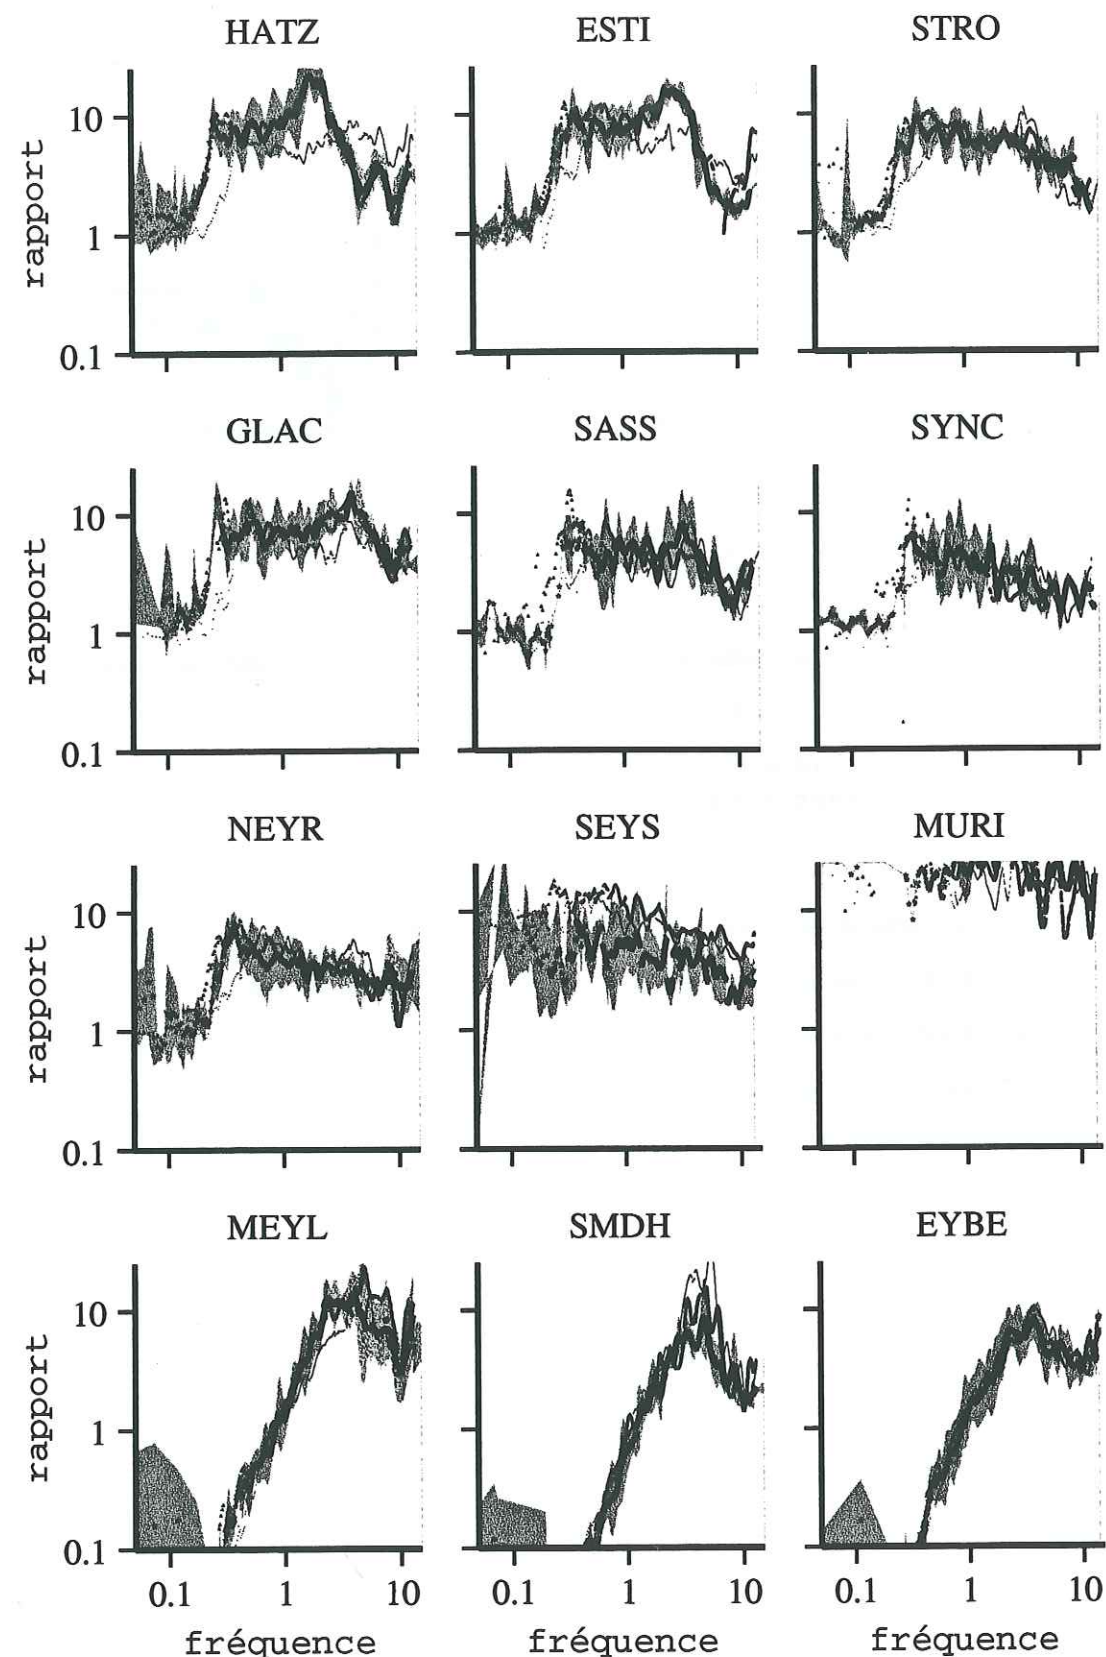 HATZ ESTI STRO
10
rapport
1
0.1
GLAC SASS SYNC
10
rapport
1
0.1
NEYR SEYS MURI
10
rapport
1
0.1
MEYL SMDH EYBE
10
rapport
1
0.1
0.1 1 10 0.1 1 10 0.1 1 10
fréquence fréquence fréquence